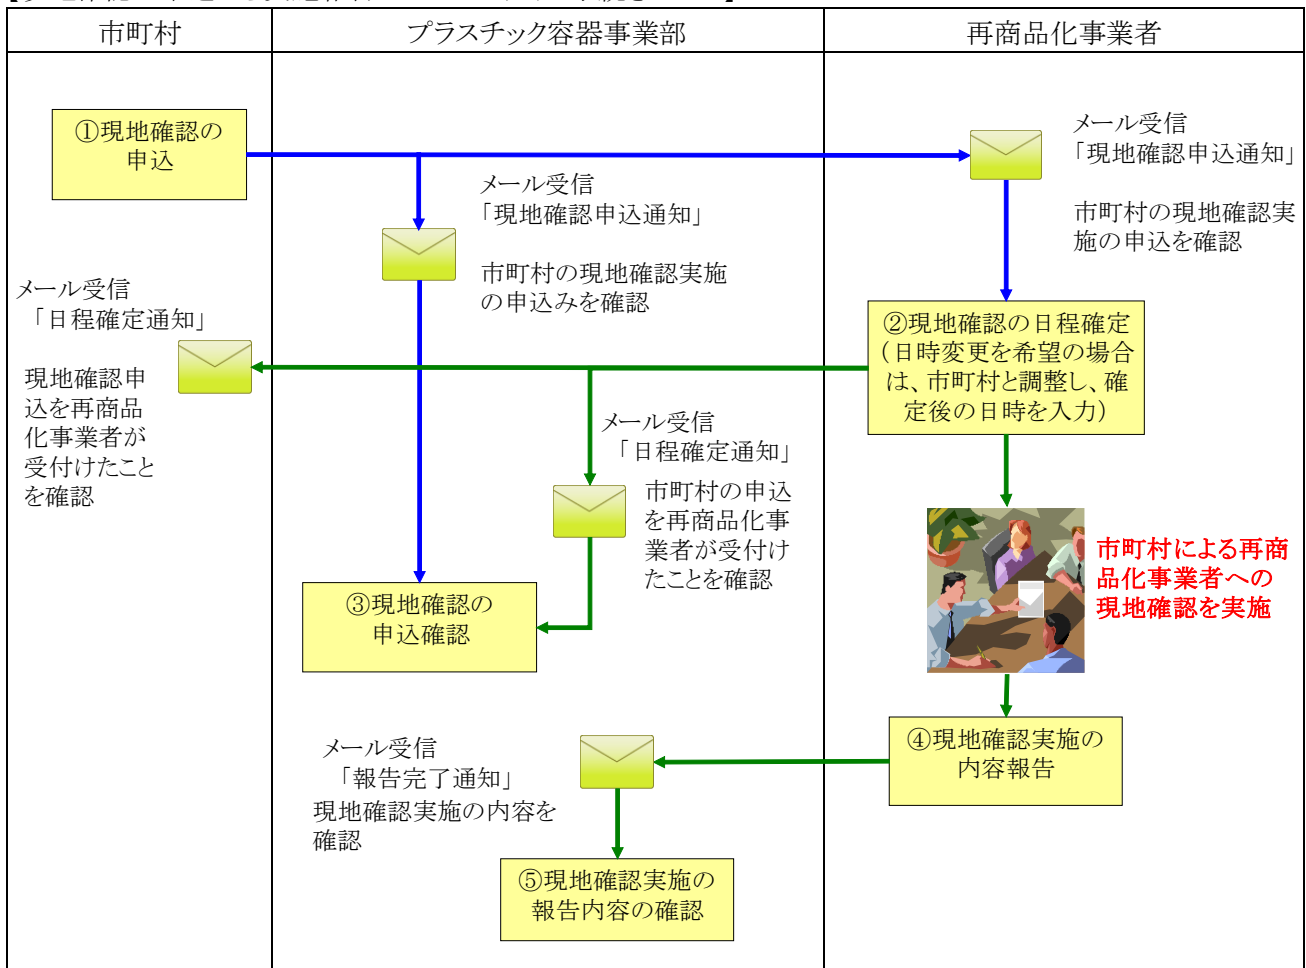 市町村
プラスチック容器事業部
再商品化事業者
①現地確認の
申込
メール受信
「現地確認申込通知」
市町村の現地確認実
施の申込を確認
メール受信
「現地確認申込通知」
市町村の現地確認実施
の申込みを確認
メール受信
「日程確定通知」
現地確認申
込を再商品
化事業者が
受付けたこと
を確認
②現地確認の日程確定
(日時変更を希望の場合
は、市町村と調整し、確
定後の日時を入力)
メール受信
「日程確定通知」
市町村の申込
を再商品化事
業者が受付け
たことを確認
市町村による再商
品化事業者への
現地確認を実施
③現地確認の
申込確認
④現地確認実施の
内容報告
メール受信
「報告完了通知」
現地確認実施の内容を
確認
⑤現地確認実施の
報告内容の確認